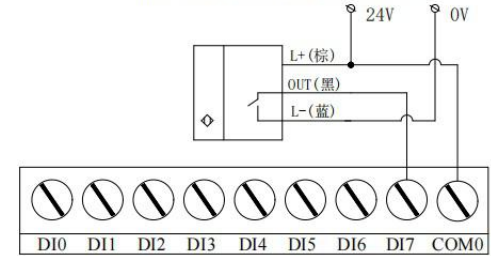 24V 0V
L+(棕)
OUT(黑)
L-(蓝)
DI0 DI1 DI2 DI3 DI4 DI5 DI6 DI7 COM0